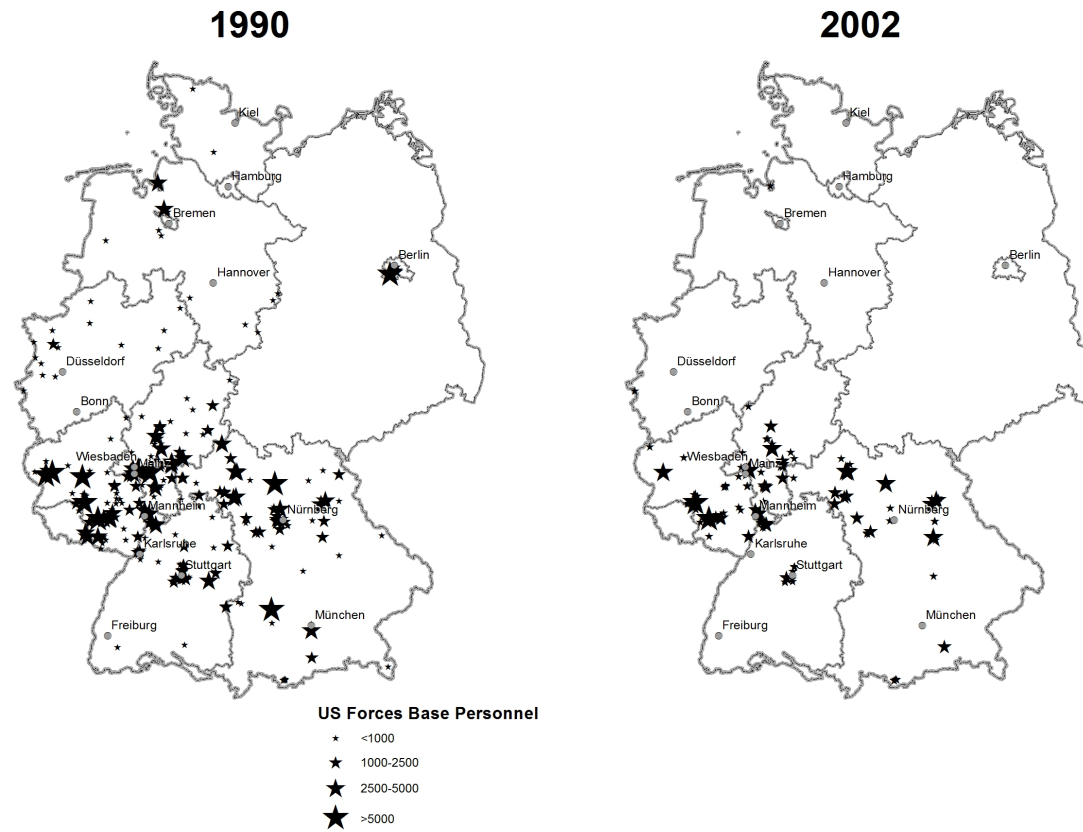 1990
2002
Kiel
Hamburg
Bremen
Berlin
Hannover
Düsseldorf
Bonn
Wiesbaden
Mainz
Mannheim
Nürnberg
Karlsruhe
Stuttgart
München
Freiburg
Kiel
Hamburg
Bremen
Berlin
Hannover
Düsseldorf
Bonn
Wiesbaden
Mainz
Mannheim
Nürnberg
Karlsruhe
Stuttgart
München
Freiburg
US Forces Base Personnel
<1000
1000-2500
2500-5000
>5000